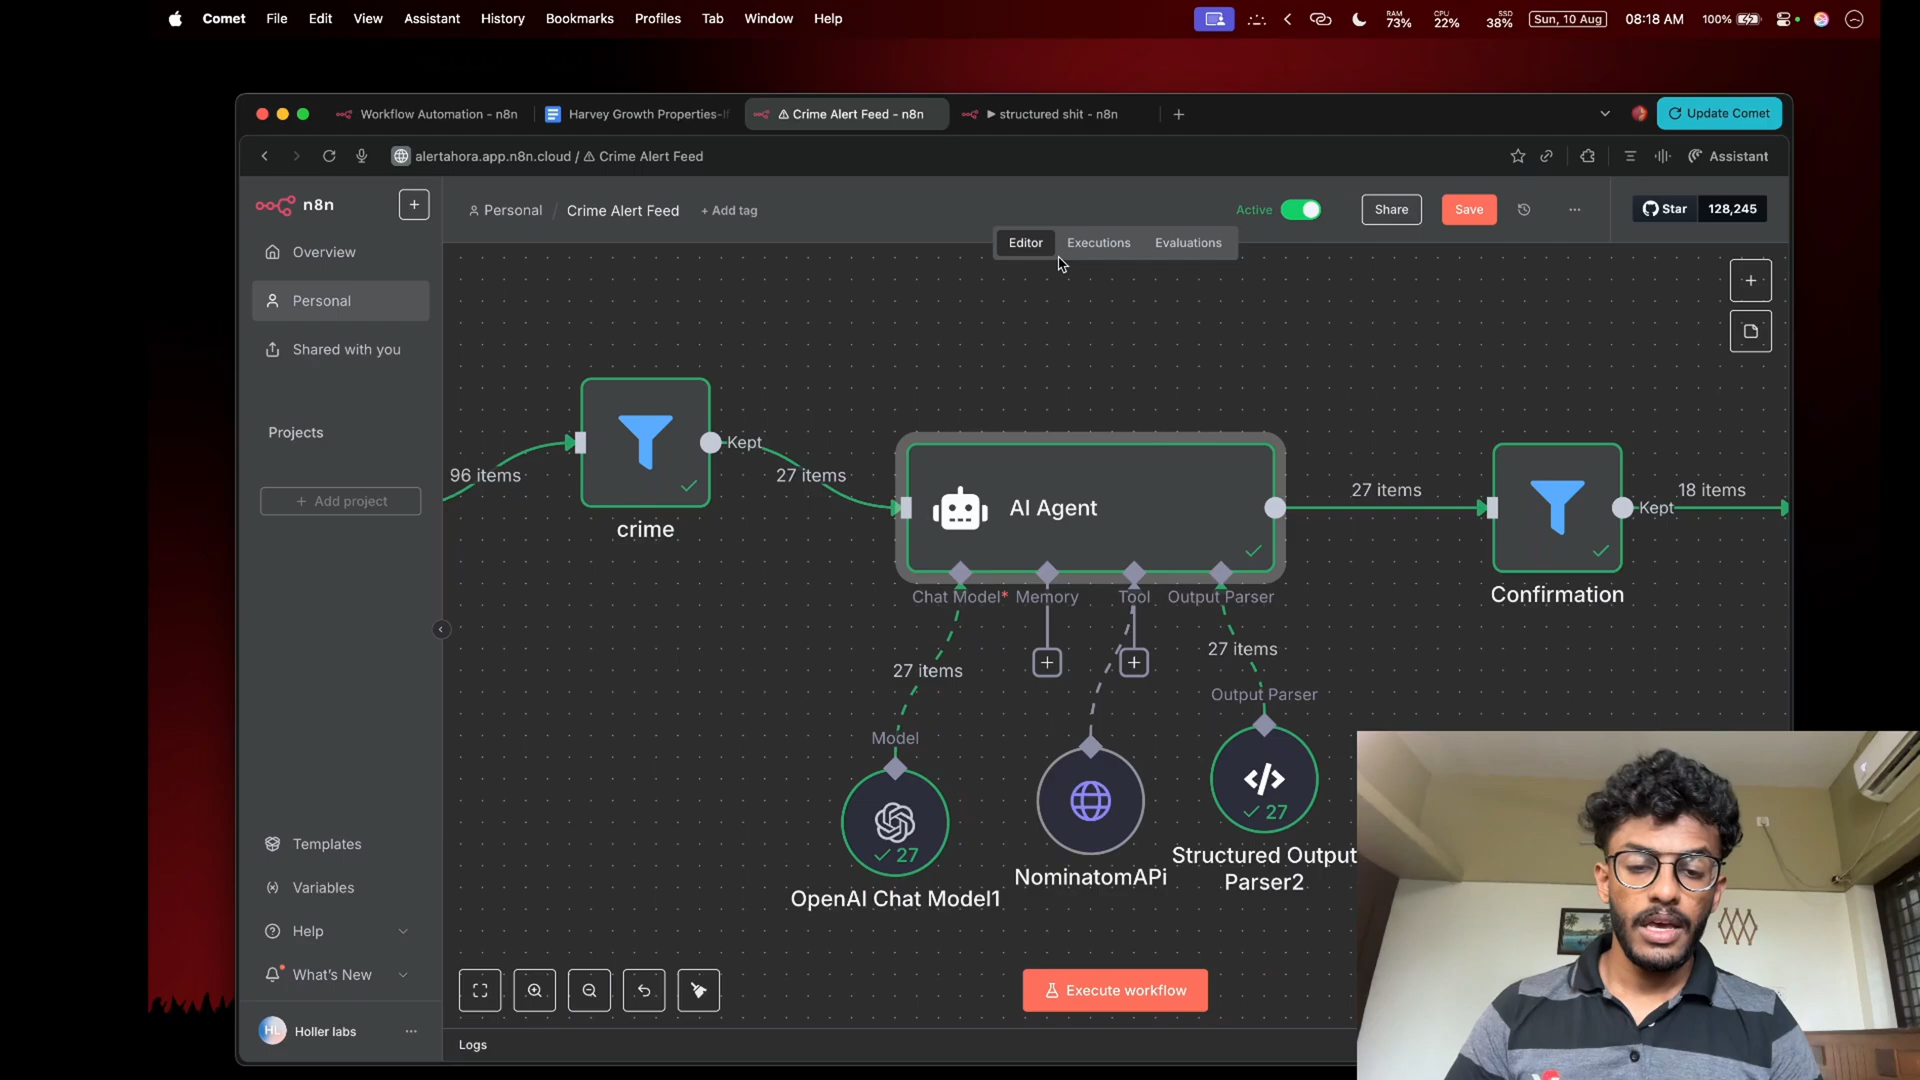 Comet File Edit View Assistant History Bookmarks Profiles Tab Window Help
RAM 73% CPU 22% SSD 38% Sun, 10 Aug 08:18 AM 100%
Workflow Automation - n8n
Harvey Growth Properties-If
⚠ Crime Alert Feed - n8n
▶ structured shit - n8n
Update Comet
alertahora.app.n8n.cloud / ⚠ Crime Alert Feed
Assistant
n8n
Personal / Crime Alert Feed + Add tag
Active
Share
Save
Star 128,245
Editor Executions Evaluations
Overview
Personal
Shared with you
Projects
+ Add project
Templates
Variables
Help
What's New
HL Holler labs
96 items
Kept
crime
27 items
AI Agent
27 items
Kept
18 items
Confirmation
Chat Model* Memory Tool Output Parser
27 items
27 items
Model
Output Parser
27
27
OpenAI Chat Model1
NominatomAPi
Structured Output
Parser2
Execute workflow
Logs